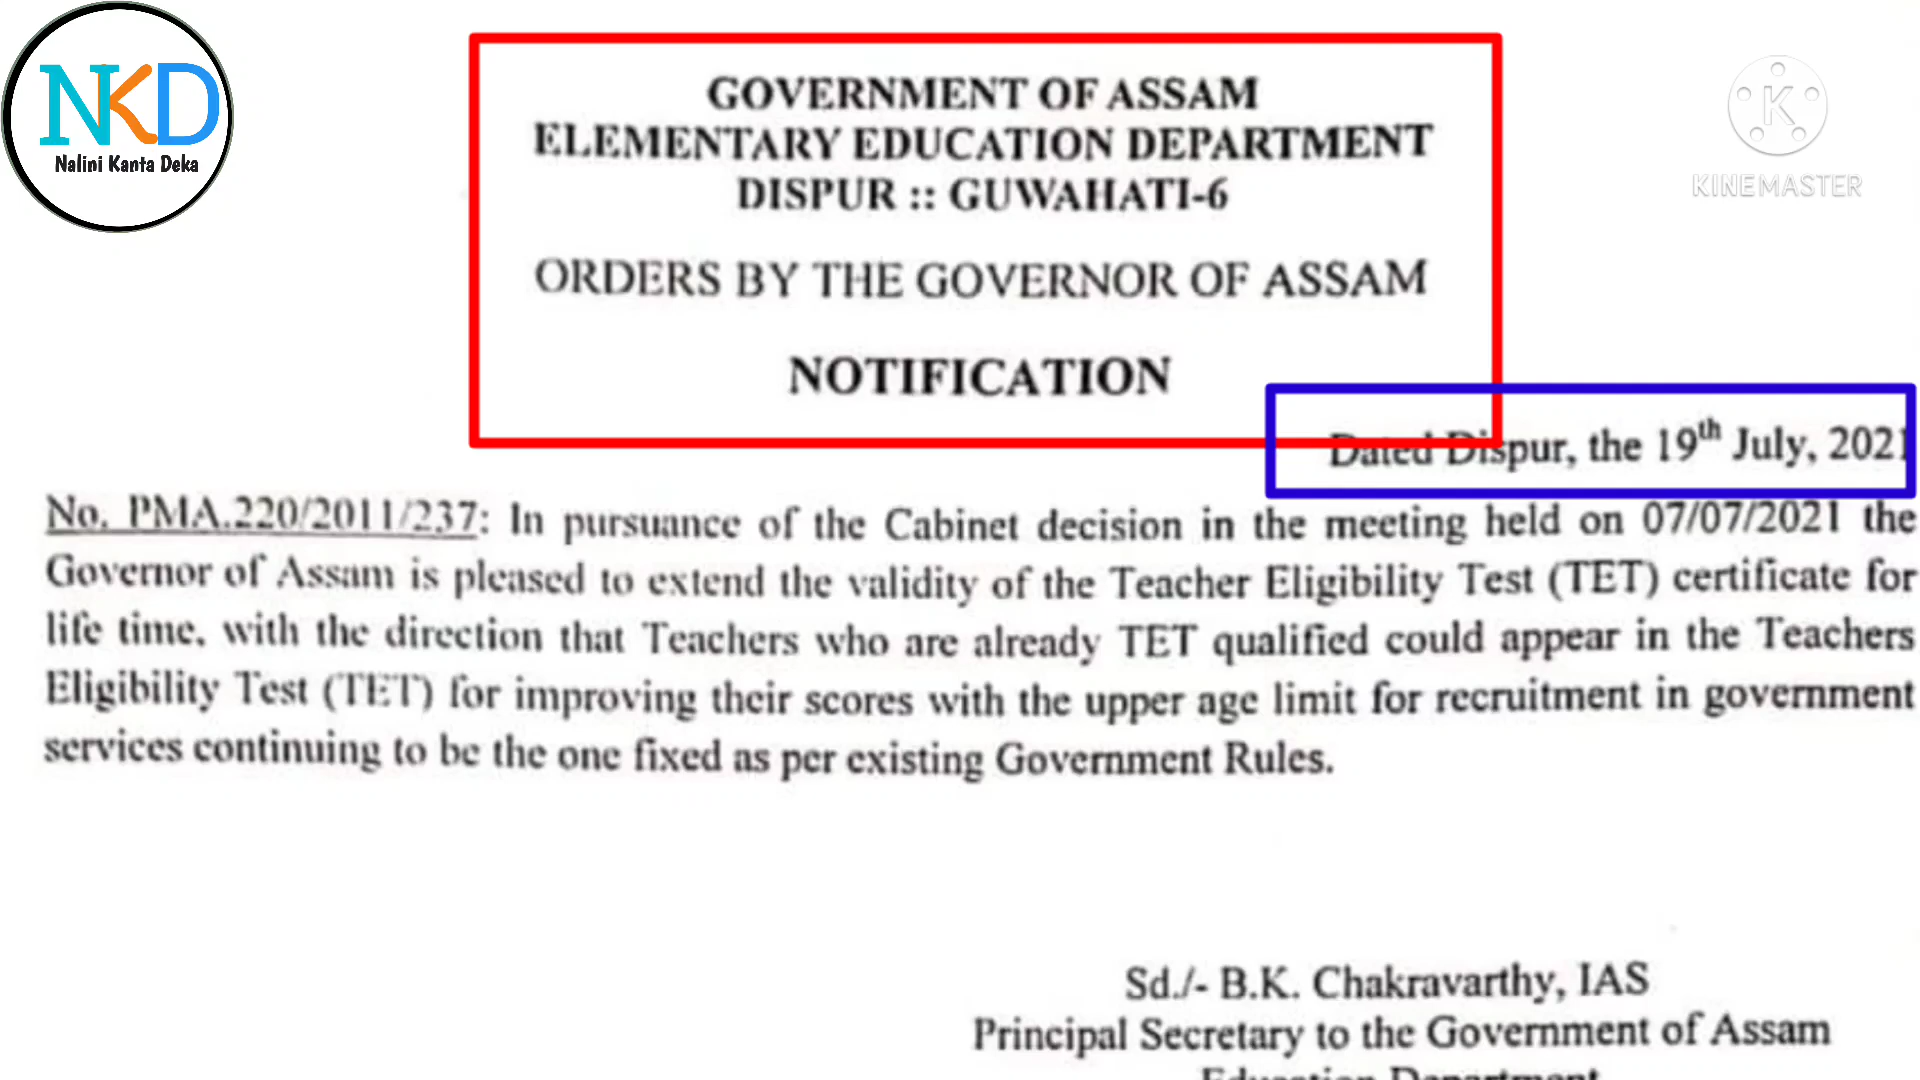 NKD
Nalini Kanta Deka
KINEMASTER
GOVERNMENT OF ASSAM
ELEMENTARY EDUCATION DEPARTMENT
DISPUR :: GUWAHATI-6
ORDERS BY THE GOVERNOR OF ASSAM
NOTIFICATION
Dated Dispur, the 19th July, 2021
No. PMA.220/2011/237: In pursuance of the Cabinet decision in the meeting held on 07/07/2021 the
Governor of Assam is pleased to extend the validity of the Teacher Eligibility Test (TET) certificate for
life time, with the direction that Teachers who are already TET qualified could appear in the Teachers
Eligibility Test (TET) for improving their scores with the upper age limit for recruitment in government
services continuing to be the one fixed as per existing Government Rules.
Sd./- B.K. Chakravarthy, IAS
Principal Secretary to the Government of Assam
Education Department